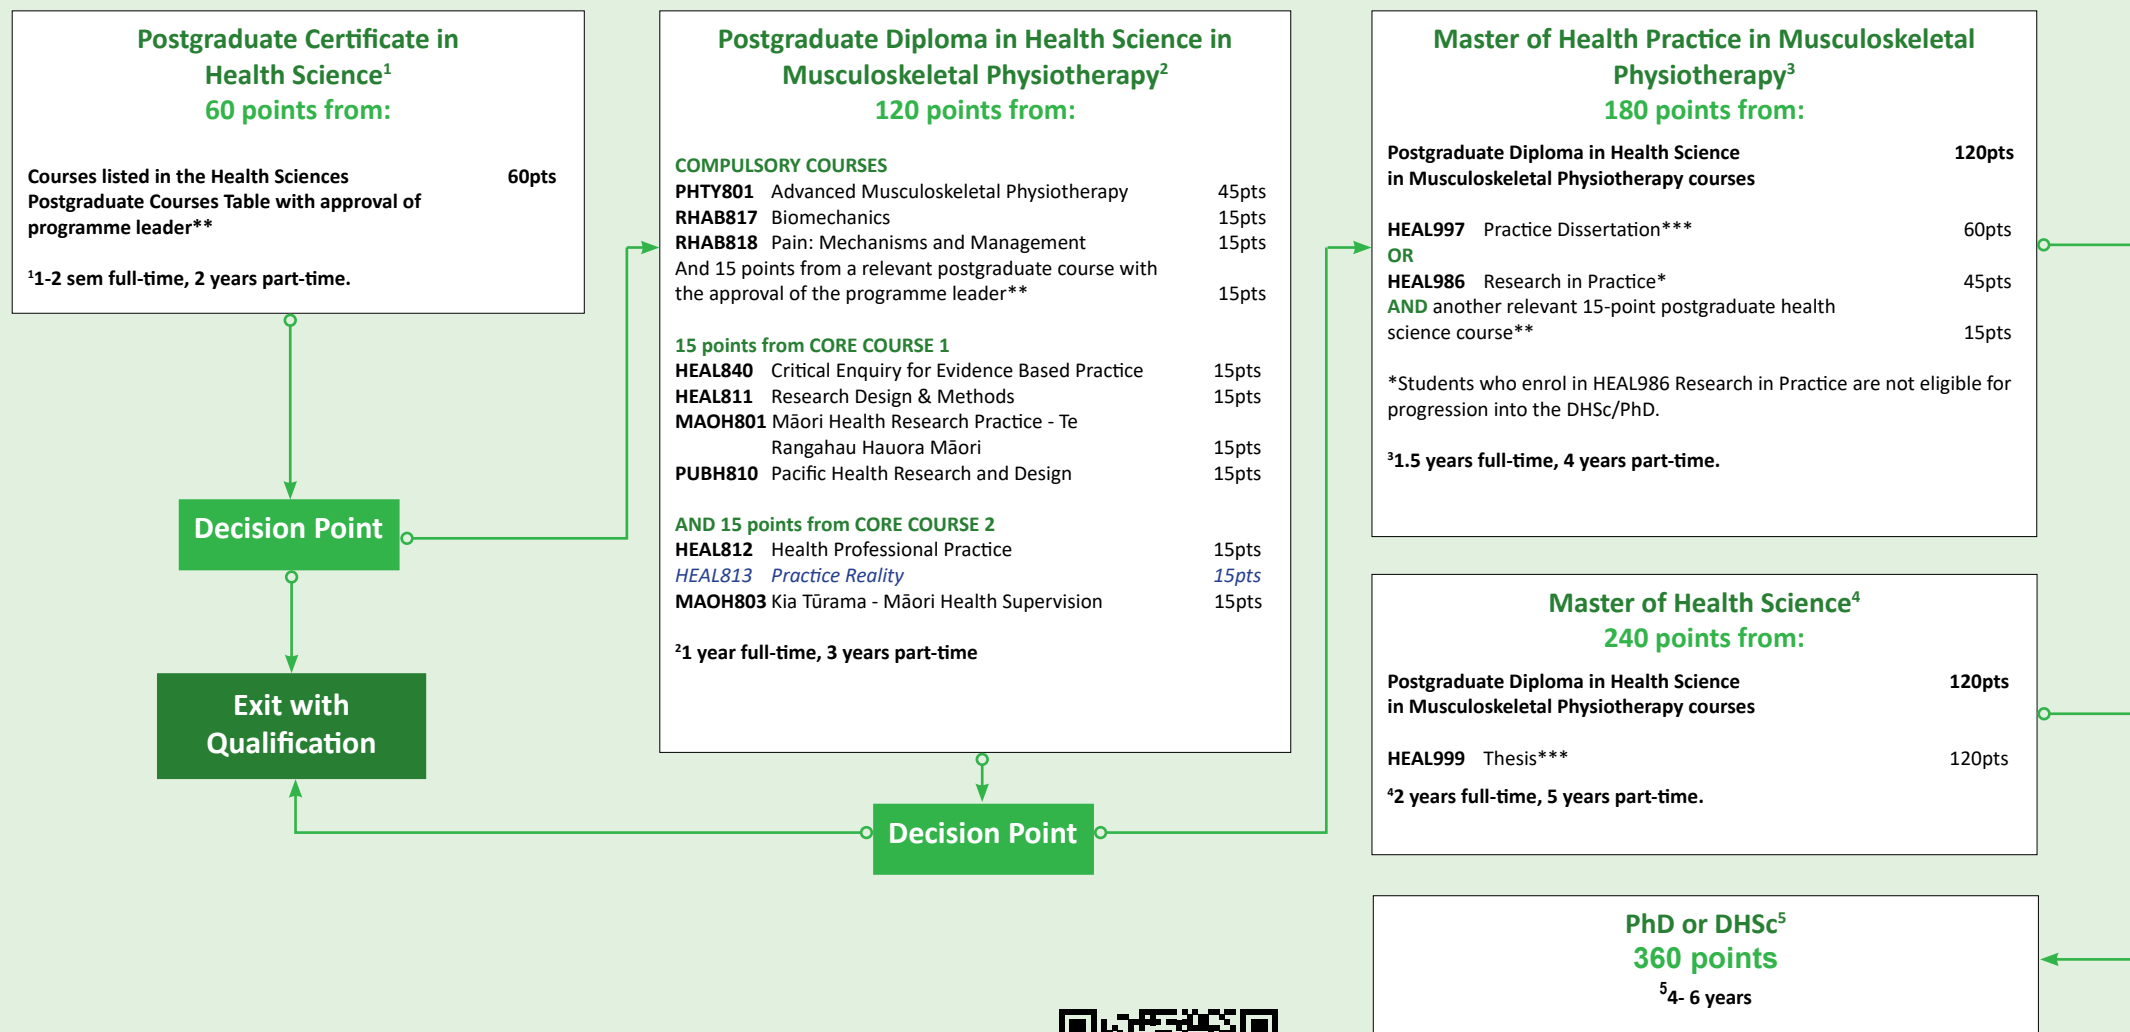 Postgraduate Certificate in
Health Science¹
60 points from:
Courses listed in the Health Sciences 60pts
Postgraduate Courses Table with approval of
programme leader**
¹1-2 sem full-time, 2 years part-time.
Decision Point
Exit with
Qualification
Postgraduate Diploma in Health Science in
Musculoskeletal Physiotherapy²
120 points from:
COMPULSORY COURSES
PHTY801 Advanced Musculoskeletal Physiotherapy 45pts
RHAB817 Biomechanics 15pts
RHAB818 Pain: Mechanisms and Management 15pts
And 15 points from a relevant postgraduate course with
the approval of the programme leader** 15pts
15 points from CORE COURSE 1
HEAL840 Critical Enquiry for Evidence Based Practice 15pts
HEAL811 Research Design & Methods 15pts
MAOH801 Māori Health Research Practice - Te
Rangahau Hauora Māori 15pts
PUBH810 Pacific Health Research and Design 15pts
AND 15 points from CORE COURSE 2
HEAL812 Health Professional Practice 15pts
HEAL813 Practice Reality 15pts
MAOH803 Kia Tūrama - Māori Health Supervision 15pts
²1 year full-time, 3 years part-time
Decision Point
Master of Health Practice in Musculoskeletal
Physiotherapy³
180 points from:
Postgraduate Diploma in Health Science 120pts
in Musculoskeletal Physiotherapy courses
HEAL997 Practice Dissertation*** 60pts
OR
HEAL986 Research in Practice* 45pts
AND another relevant 15-point postgraduate health
science course** 15pts
*Students who enrol in HEAL986 Research in Practice are not eligible for
progression into the DHSc/PhD.
³1.5 years full-time, 4 years part-time.
Master of Health Science⁴
240 points from:
Postgraduate Diploma in Health Science 120pts
in Musculoskeletal Physiotherapy courses
HEAL999 Thesis*** 120pts
⁴2 years full-time, 5 years part-time.
PhD or DHSc⁵
360 points
⁵4- 6 years